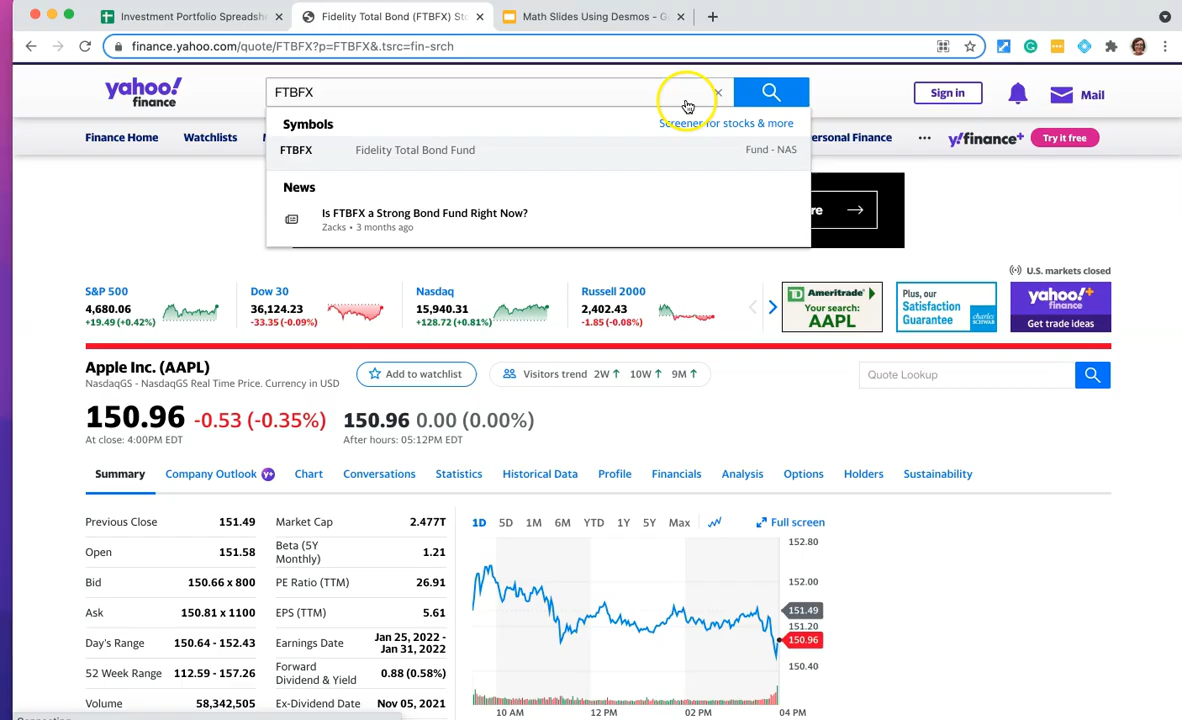 Investment Portfolio Spreadsh
Fidelity Total Bond (FTBFX) Sto
Math Slides Using Desmos - G
finance.yahoo.com/quote/FTBFX?p=FTBFX&.tsrc=fin-srch
yahoo!
finance
FTBFX
Sign in
Mail
Symbols
Screener for stocks & more
FTBFX Fidelity Total Bond Fund Fund - NAS
Finance Home Watchlists ersonal Finance ... y!finance+ Try it free
News
Is FTBFX a Strong Bond Fund Right Now?
Zacks • 3 months ago
re
U.S. markets closed
S&P 500
4,680.06
+19.49 (+0.42%)
Dow 30
36,124.23
-33.35 (-0.09%)
Nasdaq
15,940.31
+128.72 (+0.81%)
Russell 2000
2,402.43
-1.85 (-0.08%)
Ameritrade
Your search:
AAPL
Plus, our
Satisfaction
Guarantee
charles
SCHWAB
yahoo!+
finance
Get trade ideas
Apple Inc. (AAPL)
NasdaqGS - NasdaqGS Real Time Price. Currency in USD
Add to watchlist
Visitors trend 2W↑ 10W↑ 9M↑
Quote Lookup
150.96 -0.53 (-0.35%)
At close: 4:00PM EDT
150.96 0.00 (0.00%)
After hours: 05:12PM EDT
Summary Company Outlook Y+ Chart Conversations Statistics Historical Data Profile Financials Analysis Options Holders Sustainability
Previous Close 151.49
Open 151.58
Bid 150.66 x 800
Ask 150.81 x 1100
Day's Range 150.64 - 152.43
52 Week Range 112.59 - 157.26
Volume 58,342,505
Market Cap 2.477T
Beta (5Y
Monthly) 1.21
PE Ratio (TTM) 26.91
EPS (TTM) 5.61
Earnings Date Jan 25, 2022 -
Jan 31, 2022
Forward
Dividend & Yield 0.88 (0.58%)
Ex-Dividend Date Nov 05, 2021
1D 5D 1M 6M YTD 1Y 5Y Max Full screen
152.80
152.00
151.49
151.20
150.96
150.40
10 AM 12 PM 02 PM 04 PM